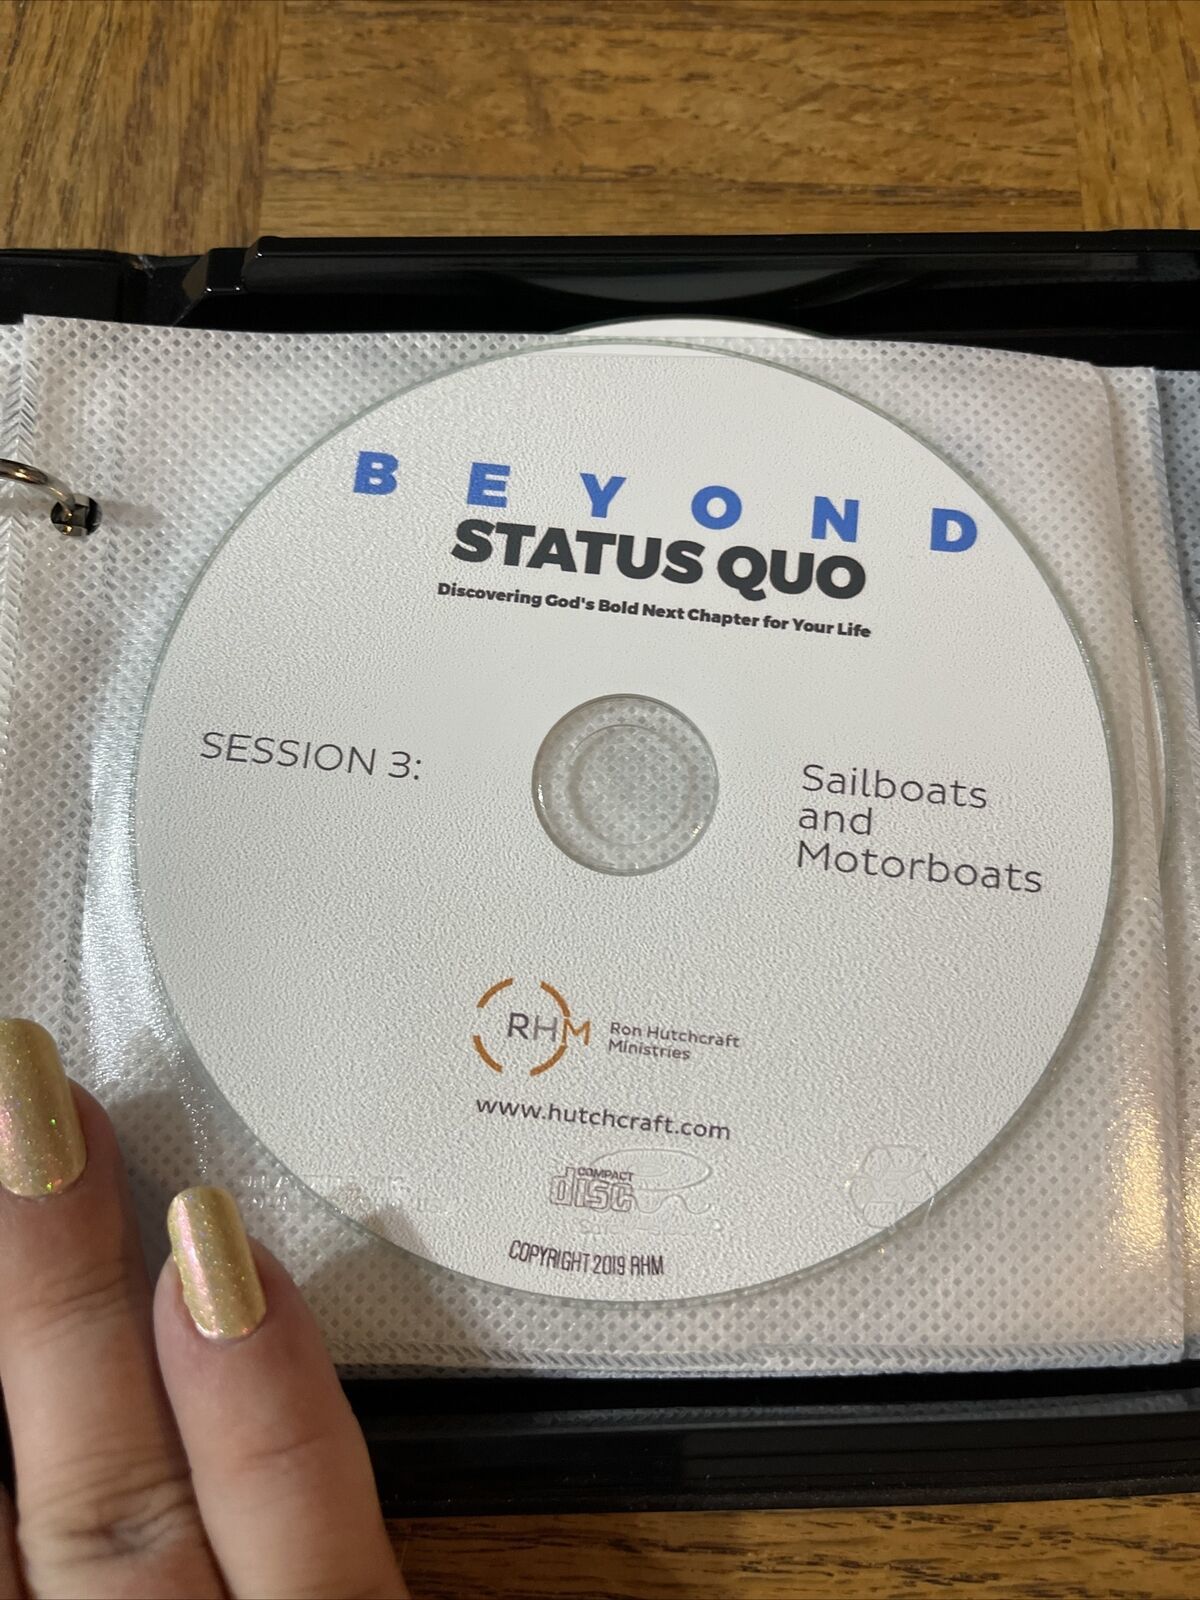 BEYOND
STATUS QUO
Discovering God's Bold Next Chapter for Your Life
SESSION 3:
Sailboats
and
Motorboats
RHM
Ron Hutchcraft
Ministries
www.hutchcraft.com
COMPACT
disc
COPYRIGHT 2019 RHM